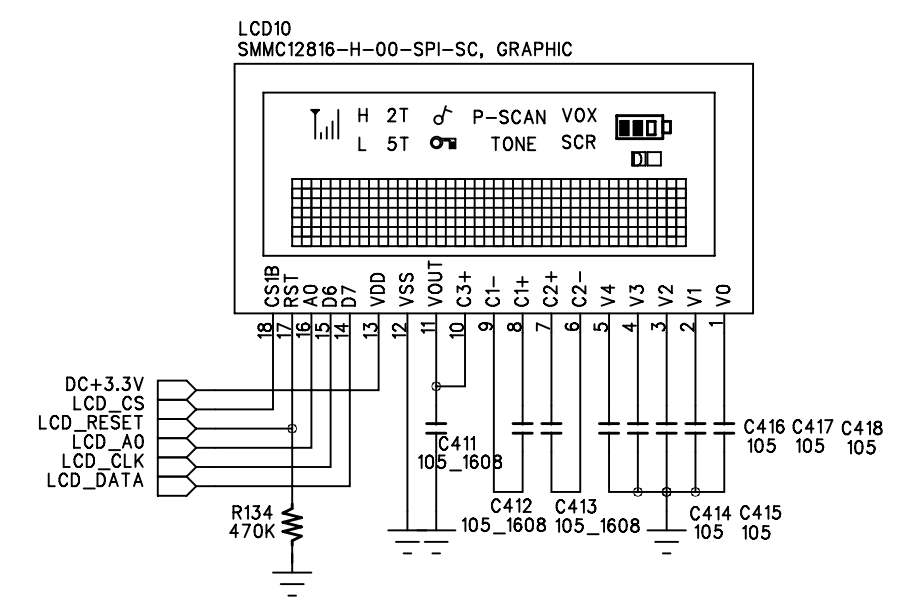 LCD10
SMMC12816-H-00-SPI-SC, GRAPHIC
H 2T P-SCAN VOX
L 5T TONE SCR
CS1B RST A0 D6 D7 VDD VSS VOUT C3+ C1- C1+ C2+ C2- V4 V3 V2 V1 V0
18 17 16 15 14 13 12 11 10 9 8 7 6 5 4 3 2 1
DC+3.3V
LCD_CS
LCD_RESET
LCD_A0
LCD_CLK
LCD_DATA
R134
470K
C411
105_1608
C412
105_1608
C413
105_1608
C416 C417 C418
105 105 105
C414 C415
105 105